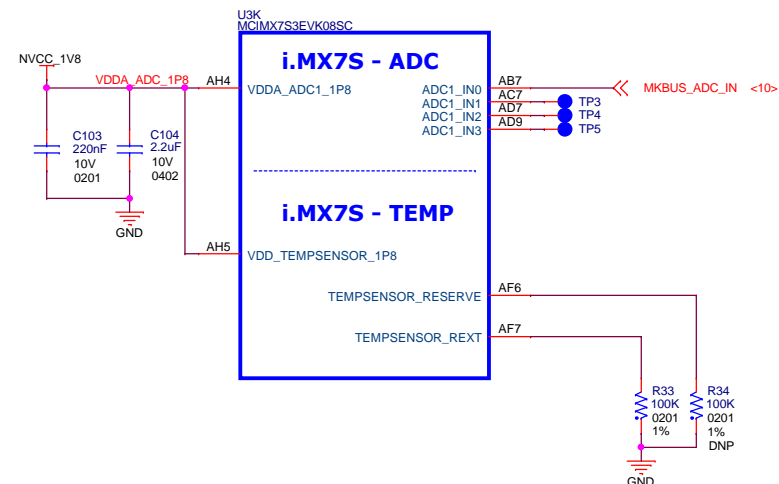 U3K
MCIMX7S3EVK08SC
i.MX7S - ADC
NVCC_1V8
VDDA_ADC_1P8
AH4
VDDA_ADC1_1P8
ADC1_IN0
AB7
MKBUS_ADC_IN <10>
ADC1_IN1
AC7
TP3
ADC1_IN2
AD7
TP4
ADC1_IN3
AD9
TP5
C103
220nF
10V
0201
C104
2.2uF
10V
0402
GND
i.MX7S - TEMP
AH5
VDD_TEMPSENSOR_1P8
TEMPSENSOR_RESERVE
AF6
TEMPSENSOR_REXT
AF7
R33
100K
0201
1%
R34
100K
0201
1%
DNP
GND